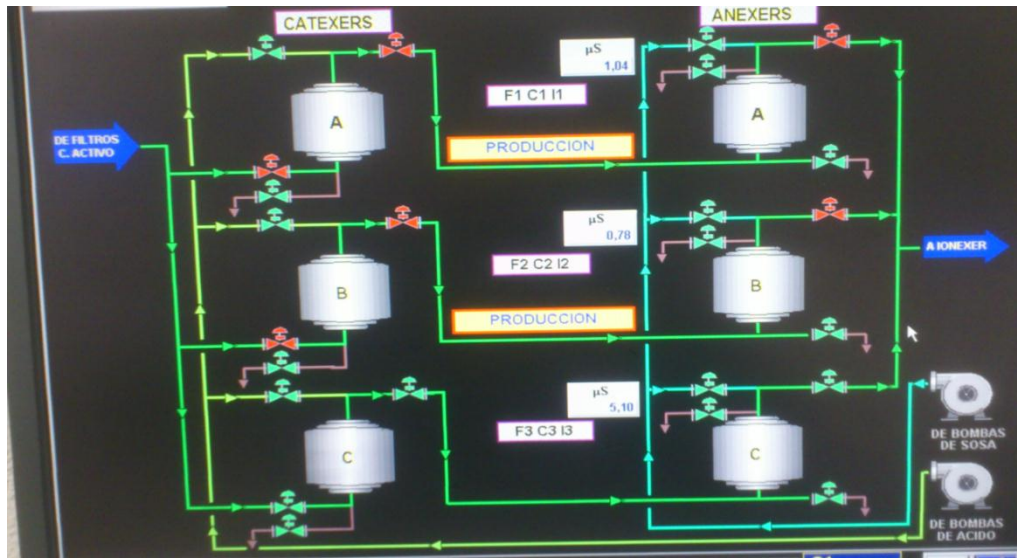 CATEXERS
ANEXERS
µS
1,04
F1 C1 I1
A
A
DE FILTROS
C. ACTIVO
PRODUCCION
µS
0,78
F2 C2 I2
A IONEXER
B
B
PRODUCCION
µS
5,10
F3 C3 I3
C
C
DE BOMBAS
DE SOSA
DE BOMBAS
DE ACIDO